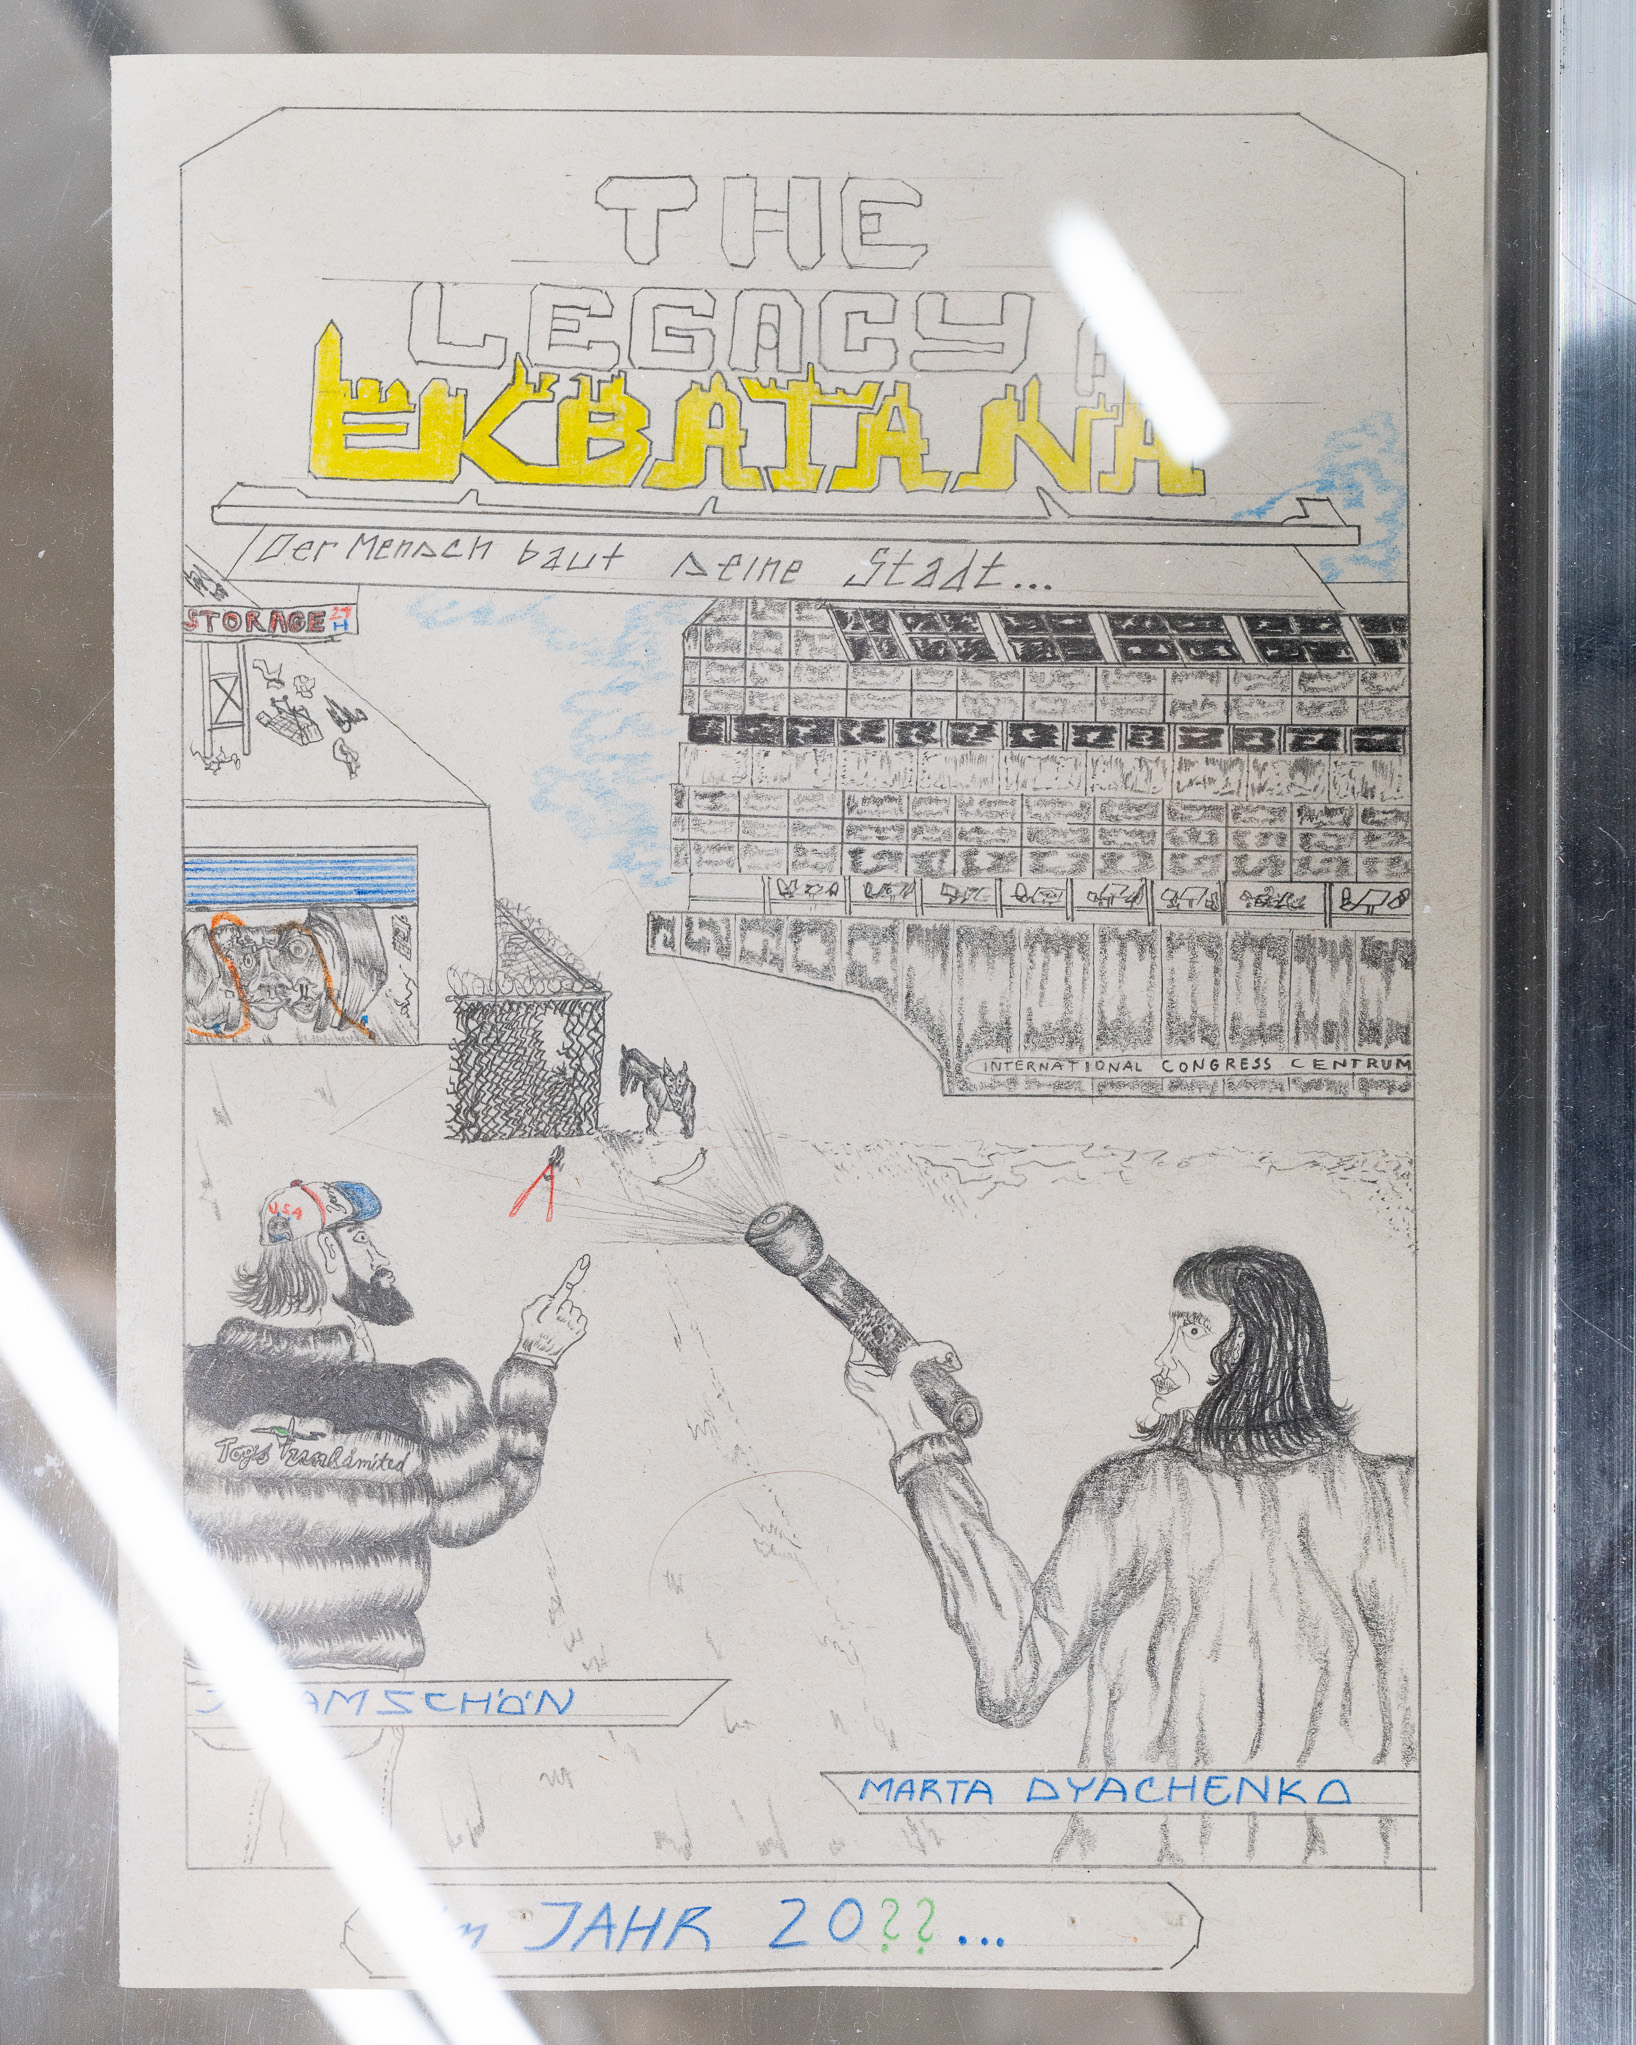 THE
LEGACY
EKBATANA
Der Mensch baut seine Stadt...
STORAGE 24
H
INTERNATIONAL CONGRESS CENTRUM
USA
Toys
MARTA DYACHENKO
JAHR 20??...